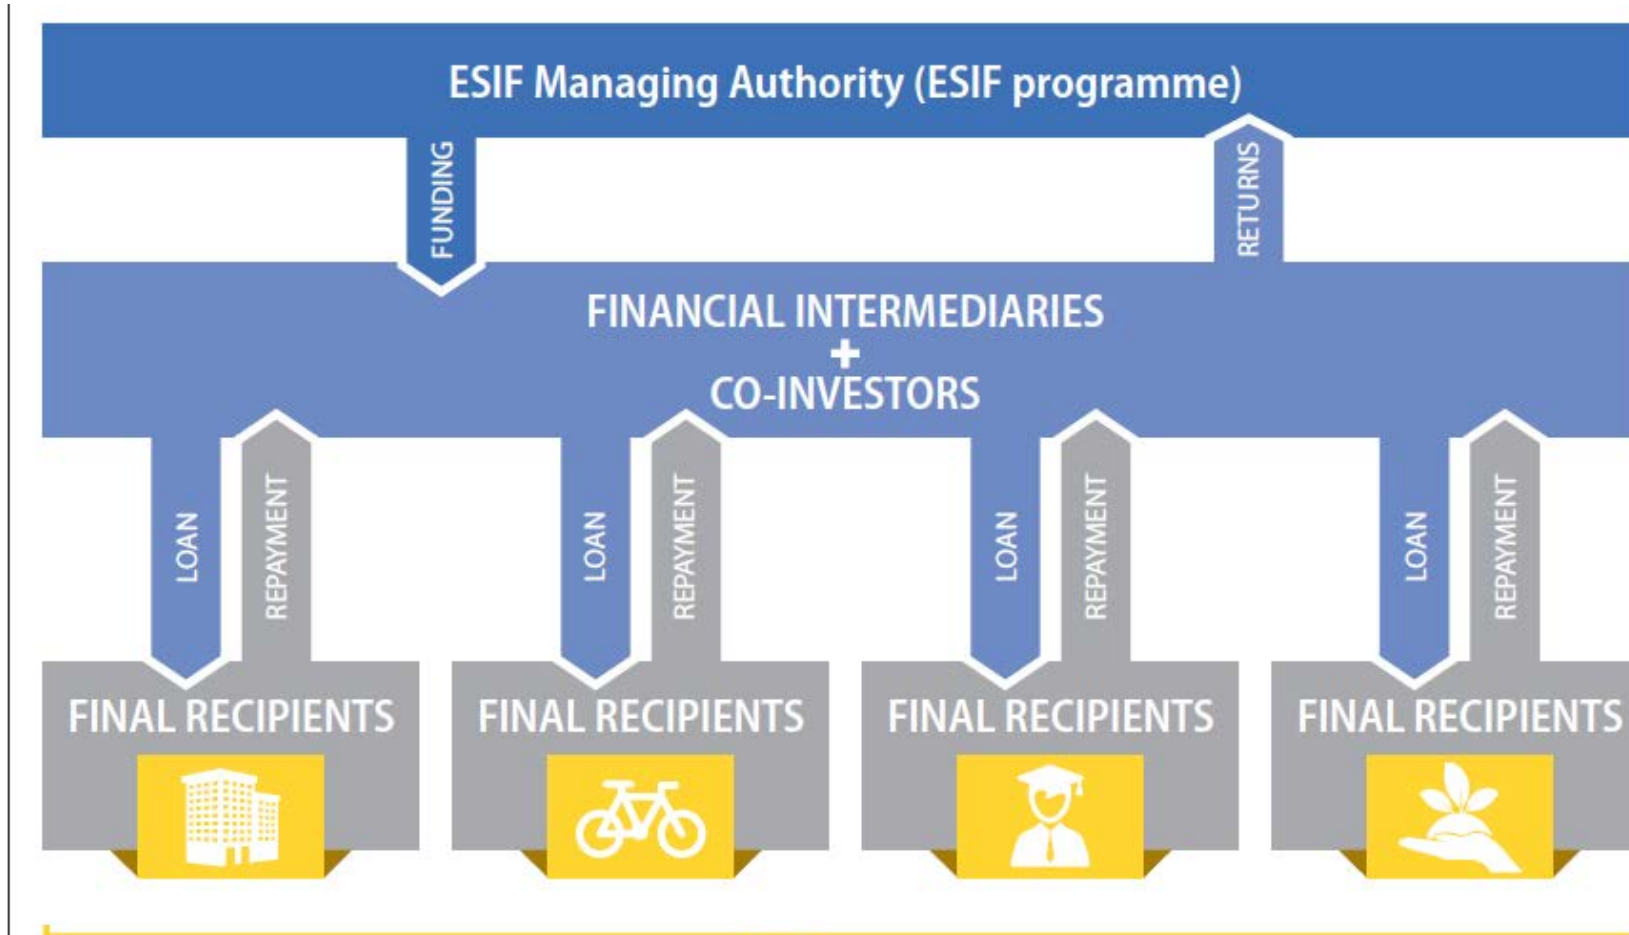 ESIF Managing Authority (ESIF programme)
FUNDING
RETURNS
FINANCIAL INTERMEDIARIES
+
CO-INVESTORS
LOAN
REPAYMENT
LOAN
REPAYMENT
LOAN
REPAYMENT
LOAN
REPAYMENT
FINAL RECIPIENTS
FINAL RECIPIENTS
FINAL RECIPIENTS
FINAL RECIPIENTS